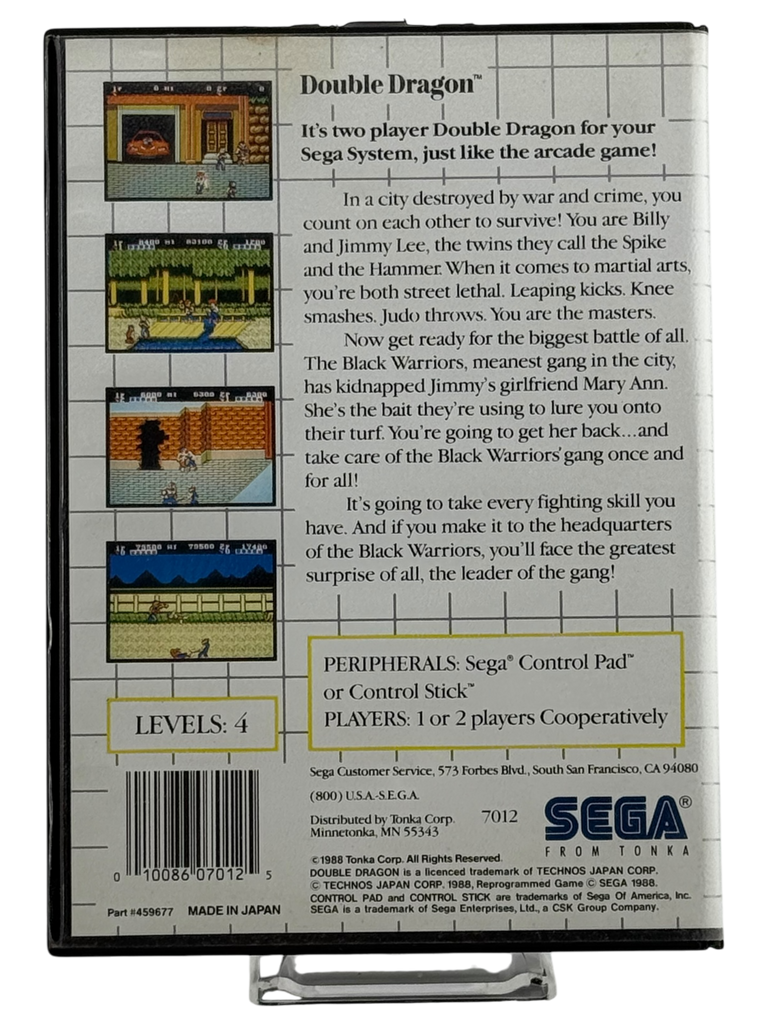 Double Dragon™
It's two player Double Dragon for your
Sega System, just like the arcade game!
In a city destroyed by war and crime, you
count on each other to survive! You are Billy
and Jimmy Lee, the twins they call the Spike
and the Hammer. When it comes to martial arts,
you're both street lethal. Leaping kicks. Knee
smashes. Judo throws. You are the masters.
Now get ready for the biggest battle of all.
The Black Warriors, meanest gang in the city,
has kidnapped Jimmy's girlfriend Mary Ann.
She's the bait they're using to lure you onto
their turf. You're going to get her back...and
take care of the Black Warriors' gang once and
for all!
It's going to take every fighting skill you
have. And if you make it to the headquarters
of the Black Warriors, you'll face the greatest
surprise of all, the leader of the gang!
PERIPHERALS: Sega® Control Pad™
or Control Stick™
PLAYERS: 1 or 2 players Cooperatively
LEVELS: 4
Sega Customer Service, 573 Forbes Blvd., South San Francisco, CA 94080
(800) U.S.A.-S.E.G.A.
Distributed by Tonka Corp.
Minnetonka, MN 55343
7012
SEGA®
FROM TONKA
©1988 Tonka Corp. All Rights Reserved.
DOUBLE DRAGON is a licenced trademark of TECHNOS JAPAN CORP.
© TECHNOS JAPAN CORP. 1988, Reprogrammed Game © SEGA 1988.
CONTROL PAD and CONTROL STICK are trademarks of Sega Of America, Inc.
SEGA is a trademark of Sega Enterprises, Ltd., a CSK Group Company.
0 10086 07012 5
Part #459677 MADE IN JAPAN